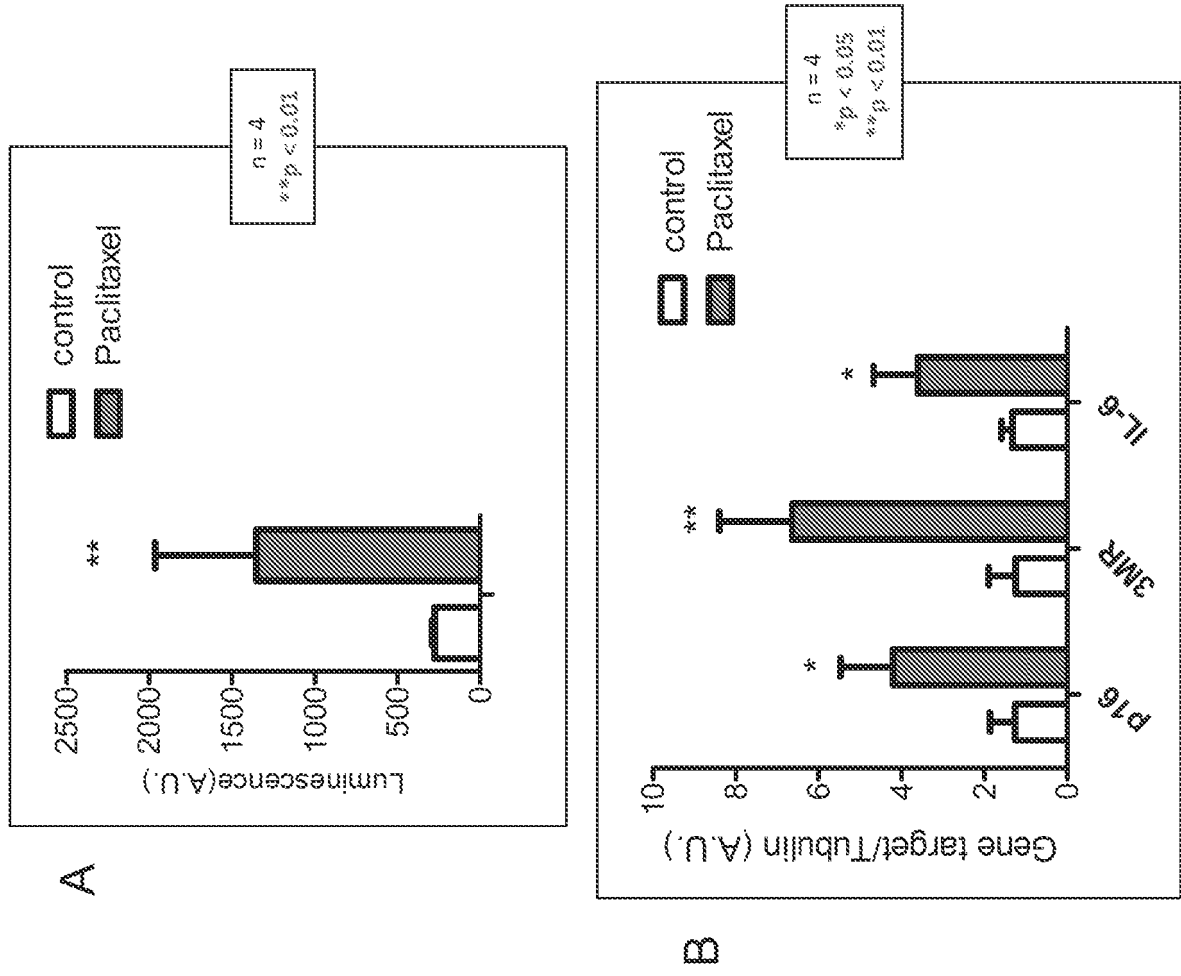 A
control
Paclitaxel
n = 4
**p < 0.01
Luminescence(A.U.)
2500
2000
1500
1000
500
0
**
B
control
Paclitaxel
n = 4
*p < 0.05
**p < 0.01
Gene target/Tubulin (A.U.)
10
8
6
4
2
0
*
**
*
p16
3MR
IL-6